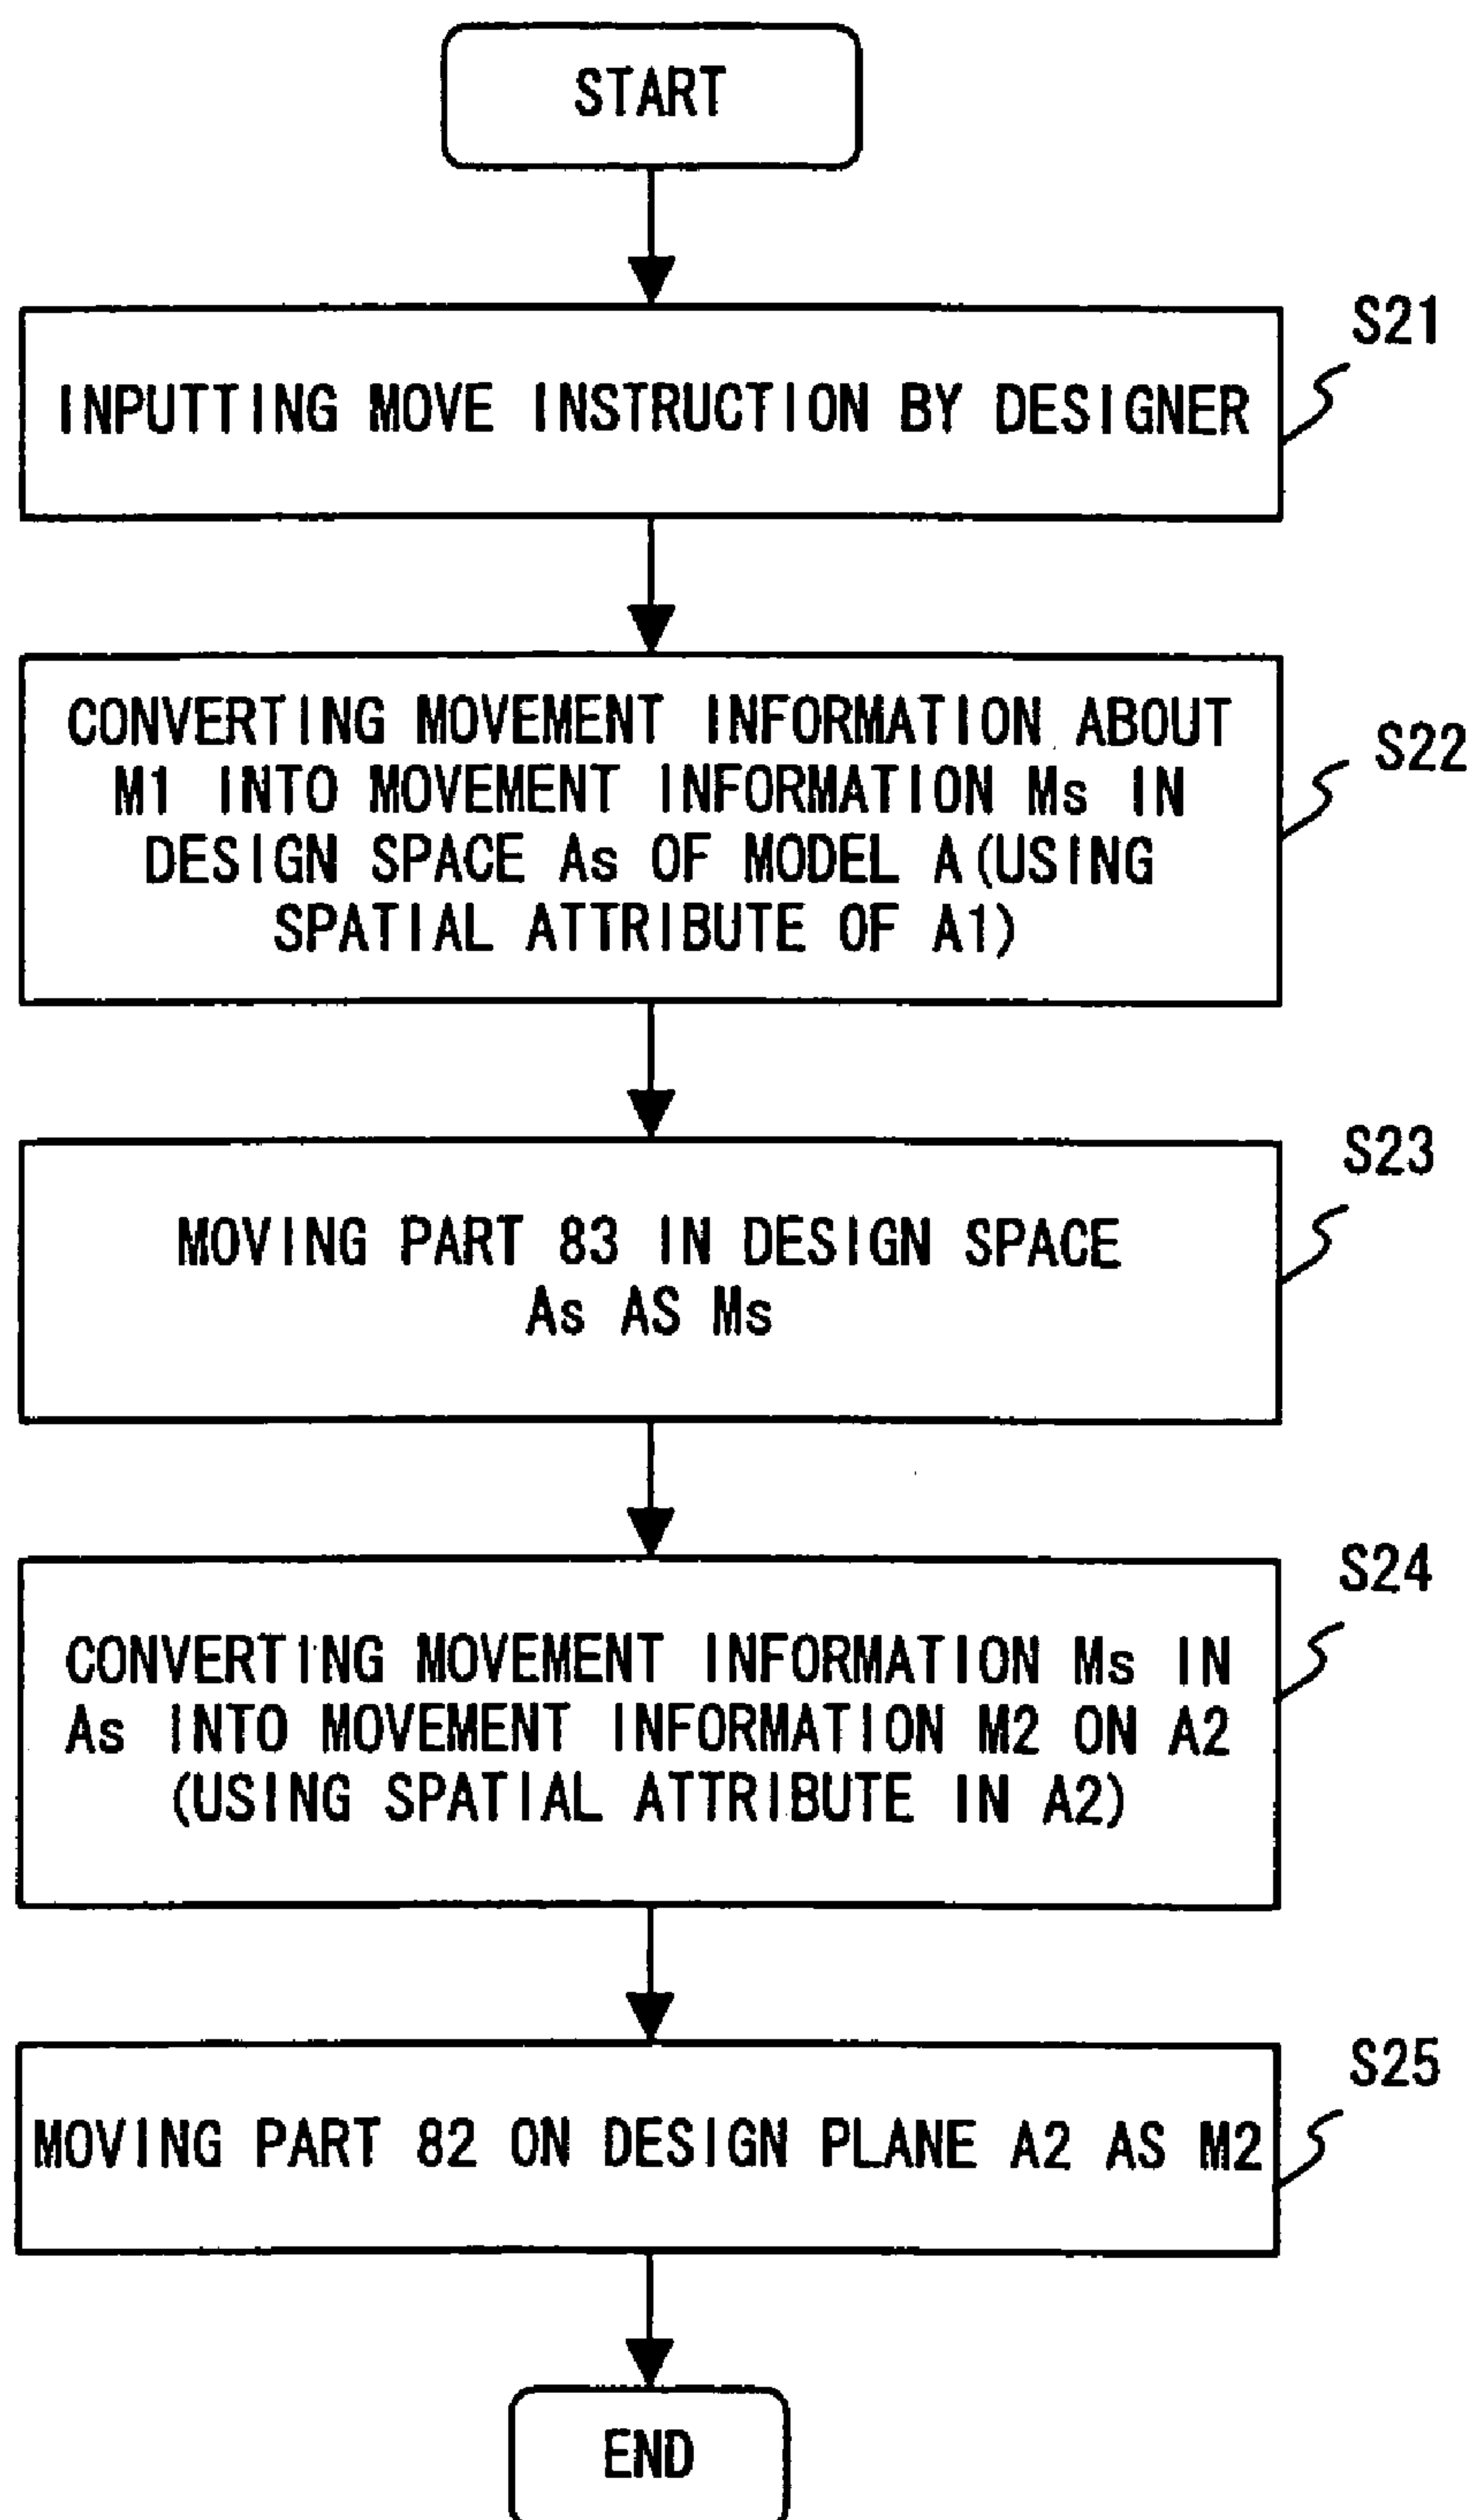 START
S21
INPUTTING MOVE INSTRUCTION BY DESIGNER
S22
CONVERTING MOVEMENT INFORMATION ABOUT
M1 INTO MOVEMENT INFORMATION Ms IN
DESIGN SPACE As OF MODEL A(USING
SPATIAL ATTRIBUTE OF A1)
S23
MOVING PART 83 IN DESIGN SPACE
As AS Ms
S24
CONVERTING MOVEMENT INFORMATION Ms IN
As INTO MOVEMENT INFORMATION M2 ON A2
(USING SPATIAL ATTRIBUTE IN A2)
S25
MOVING PART 82 ON DESIGN PLANE A2 AS M2
END